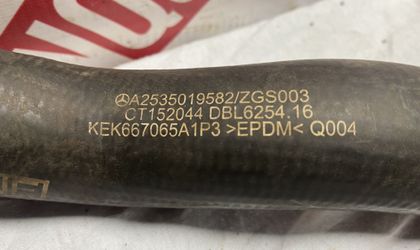 A2535019582/ZGS003
CT152044 DBL6254.16
KEK667065A1P3 >EPDM< Q004